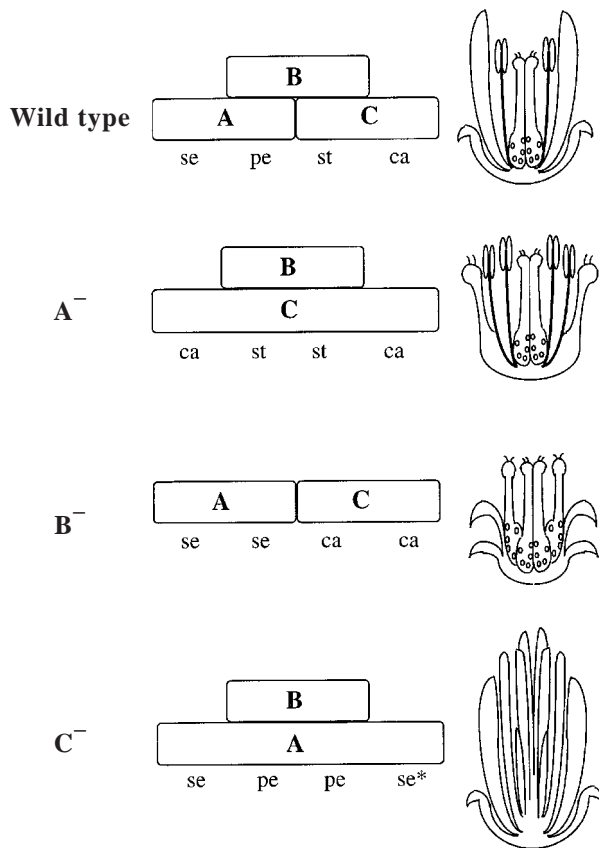 B
Wild type A C
se pe st ca
B
A⁻ C
ca st st ca
B⁻ A C
se se ca ca
B
C⁻ A
se pe pe se*